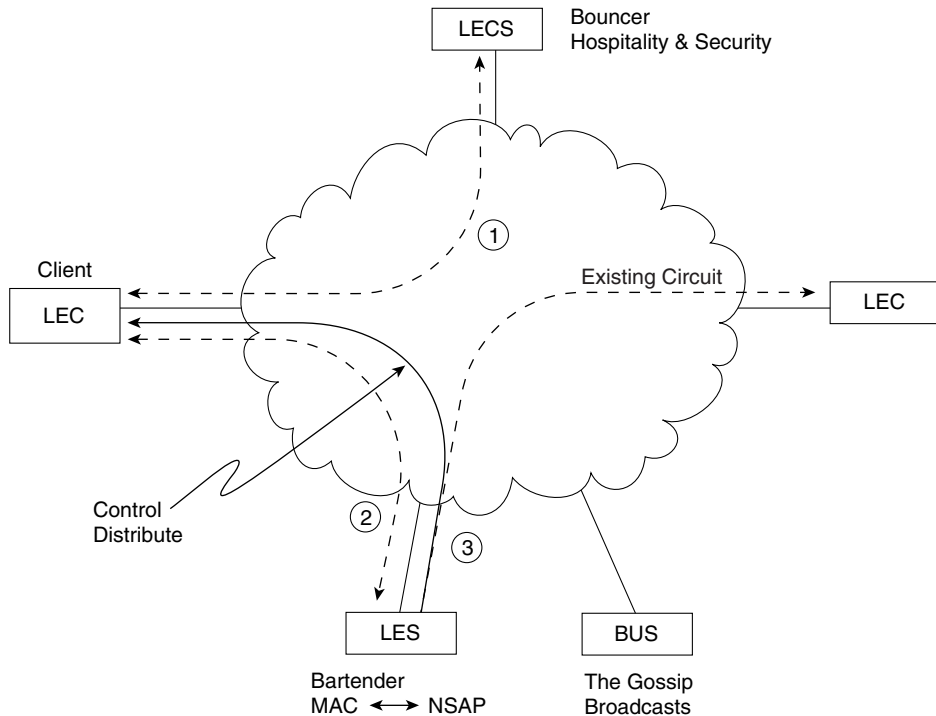 LECS
Bouncer
Hospitality & Security
1
Client
LEC
Existing Circuit
LEC
Control
Distribute
2
3
LES
BUS
Bartender
MAC ↔ NSAP
The Gossip
Broadcasts